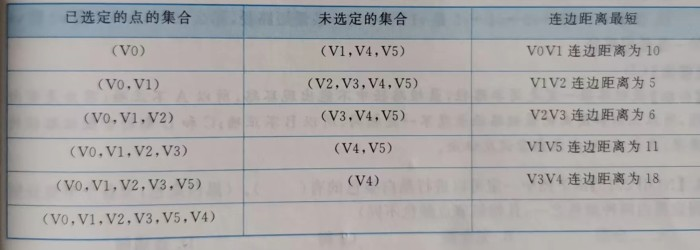 已选定的点的集合 未选定的集合 连边距离最短
(V0) (V1,V4,V5) V0V1 连边距离为 10
(V0,V1) (V2,V3,V4,V5) V1V2 连边距离为 5
(V0,V1,V2) (V3,V4,V5) V2V3 连边距离为 6
(V0,V1,V2,V3) (V4,V5) V1V5 连边距离为 11
(V0,V1,V2,V3,V5) (V4) V3V4 连边距离为 18
(V0,V1,V2,V3,V5,V4)